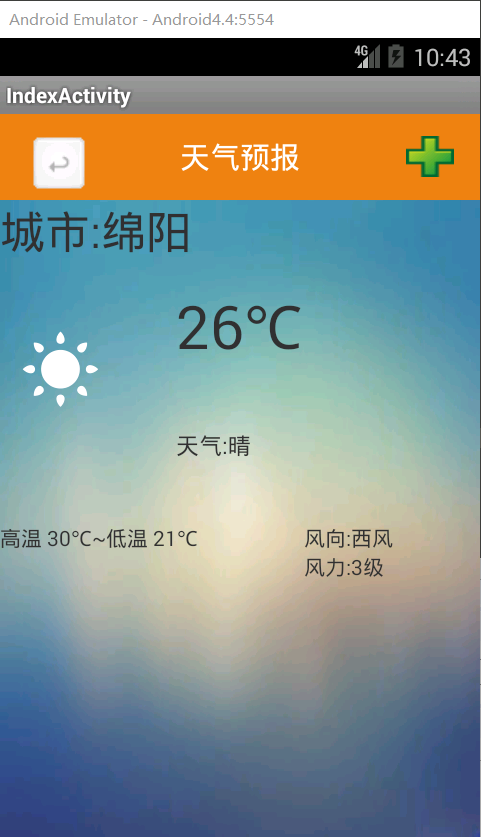 Android Emulator - Android4.4:5554
4G 10:43
IndexActivity
天气预报
城市:绵阳
26℃
天气:晴
高温 30℃~低温 21℃
风向:西风
风力:3级